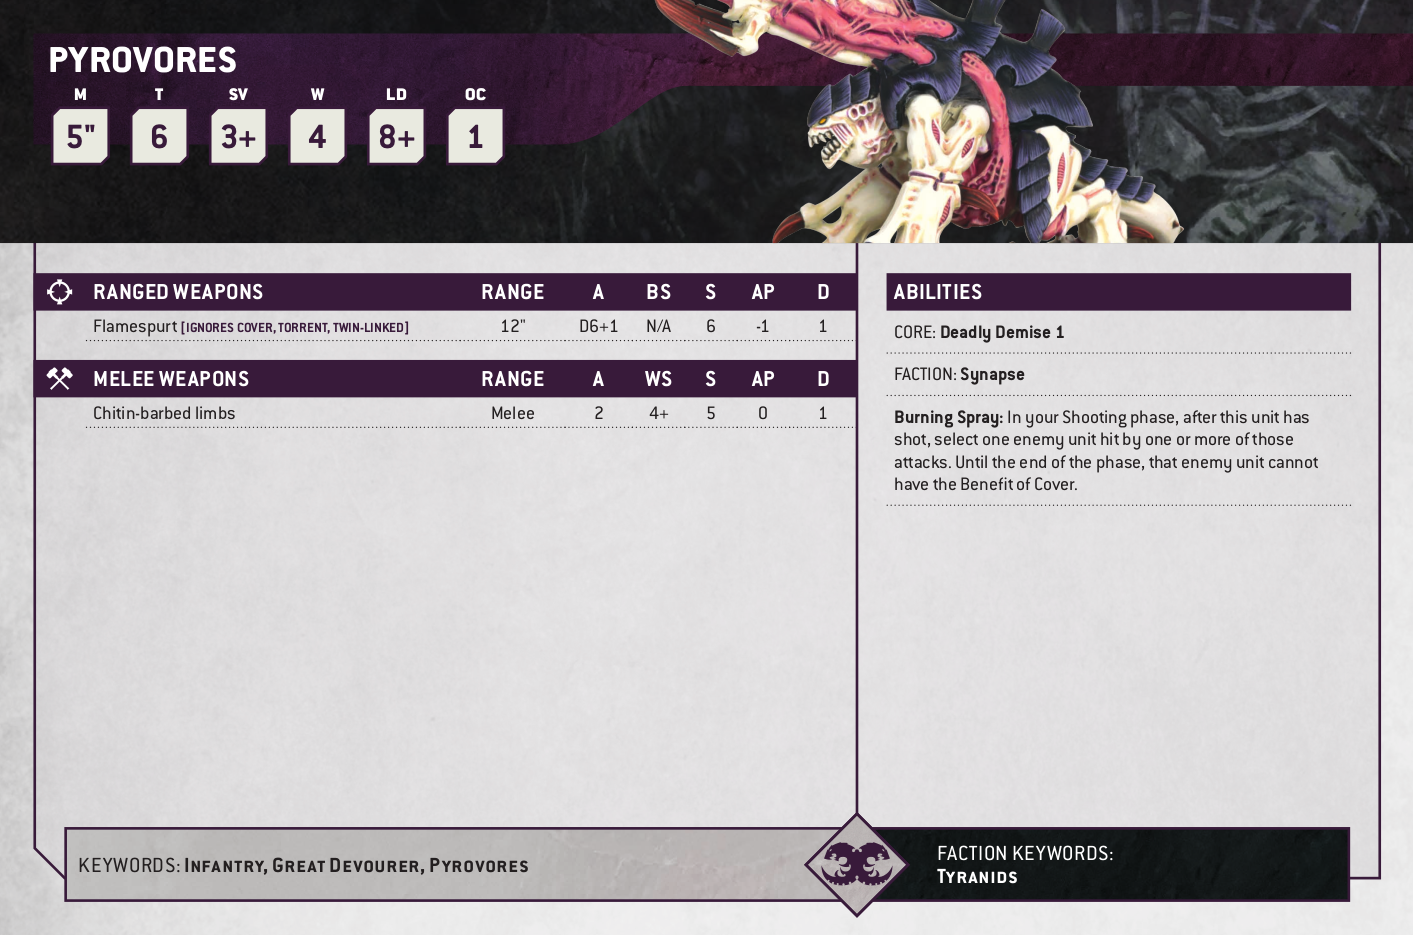 PYROVORES
M T SV W LD OC
5" 6 3+ 4 8+ 1
RANGED WEAPONS RANGE A BS S AP D
Flamespurt [IGNORES COVER, TORRENT, TWIN-LINKED] 12" D6+1 N/A 6 -1 1
MELEE WEAPONS RANGE A WS S AP D
Chitin-barbed limbs Melee 2 4+ 5 0 1
ABILITIES
CORE: Deadly Demise 1
FACTION: Synapse
Burning Spray: In your Shooting phase, after this unit has
shot, select one enemy unit hit by one or more of those
attacks. Until the end of the phase, that enemy unit cannot
have the Benefit of Cover.
KEYWORDS: INFANTRY, GREAT DEVOURER, PYROVORES
FACTION KEYWORDS:
TYRANIDS